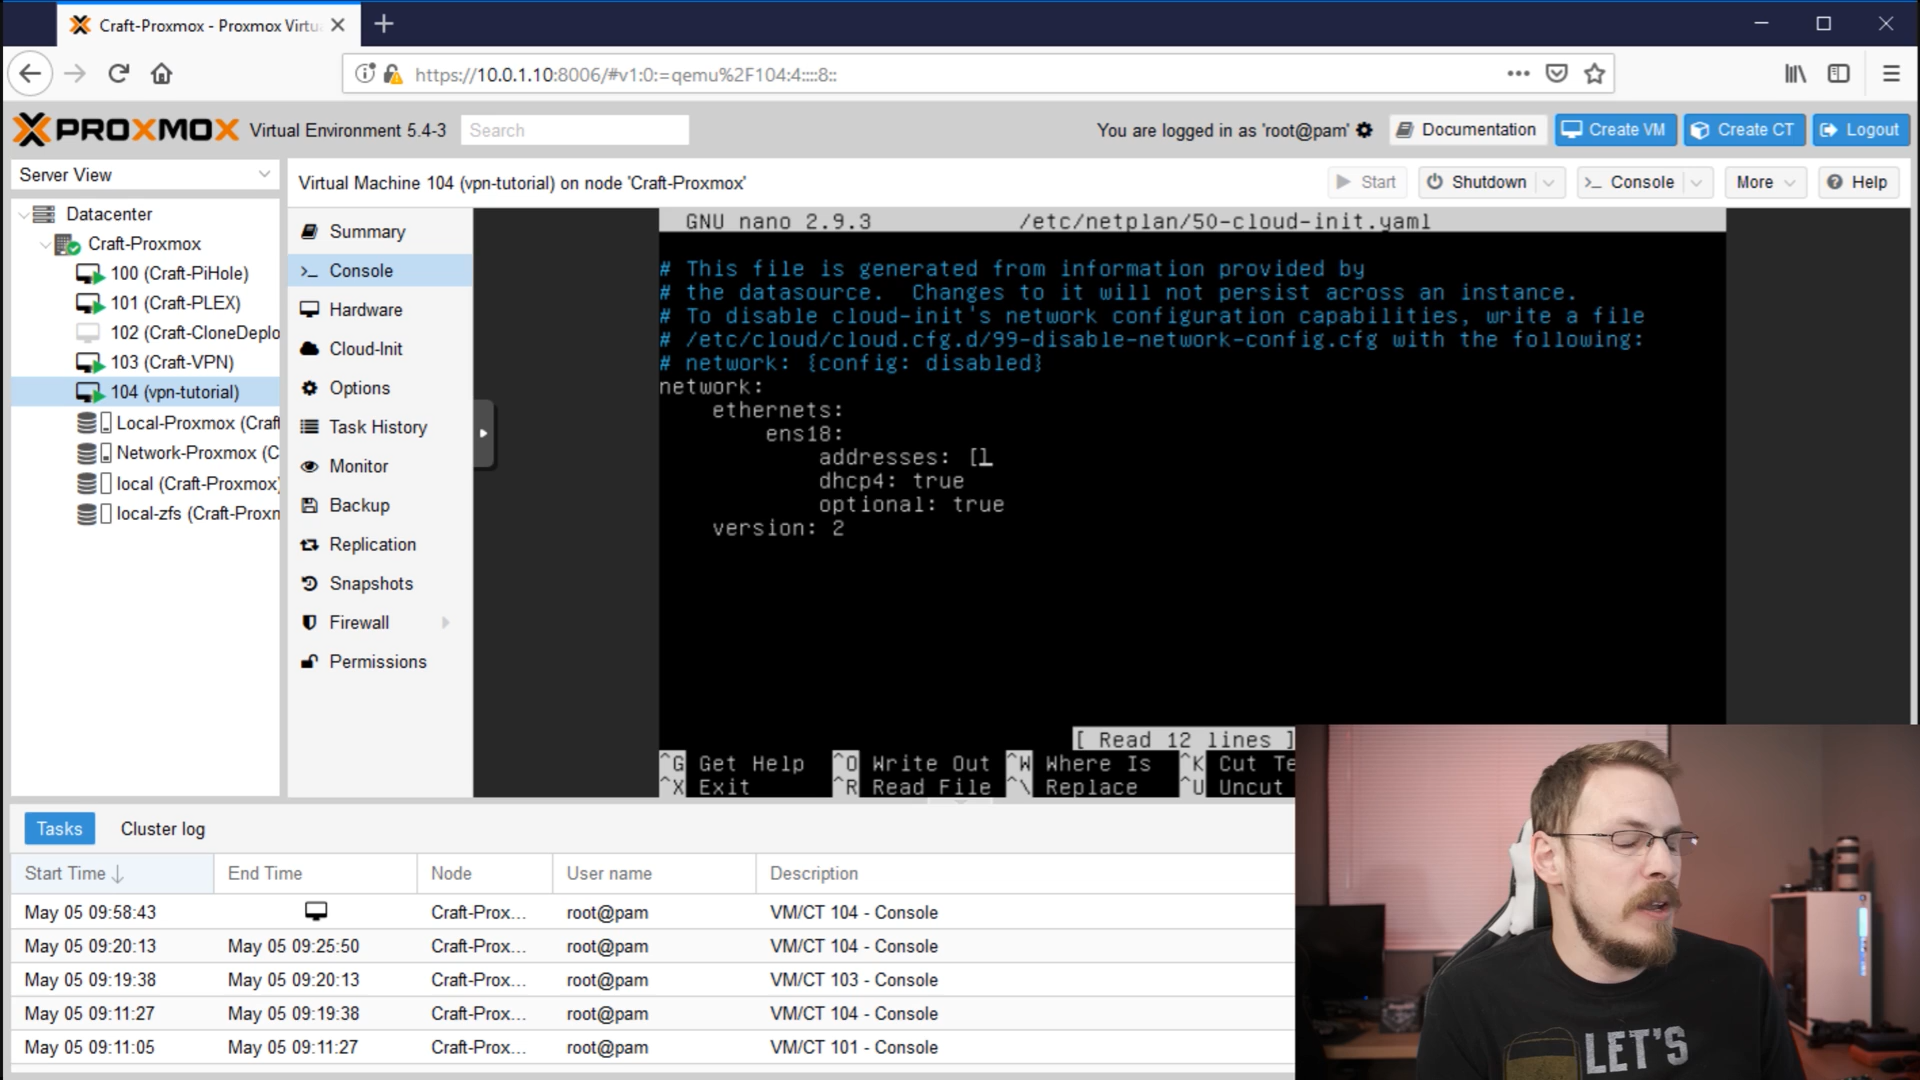 Craft-Proxmox - Proxmox Virtu
https://10.0.1.10:8006/#v1:0:=qemu%2F104:4::::8::
PROXMOX Virtual Environment 5.4-3 Search You are logged in as 'root@pam' Documentation Create VM Create CT Logout
Server View
Virtual Machine 104 (vpn-tutorial) on node 'Craft-Proxmox' Start Shutdown Console More Help
Datacenter
Craft-Proxmox
100 (Craft-PiHole)
101 (Craft-PLEX)
102 (Craft-CloneDeplo
103 (Craft-VPN)
104 (vpn-tutorial)
Local-Proxmox (Craft
Network-Proxmox (C
local (Craft-Proxmox)
local-zfs (Craft-Proxn
Summary
Console
Hardware
Cloud-Init
Options
Task History
Monitor
Backup
Replication
Snapshots
Firewall
Permissions
GNU nano 2.9.3 /etc/netplan/50-cloud-init.yaml
# This file is generated from information provided by
# the datasource.  Changes to it will not persist across an instance.
# To disable cloud-init's network configuration capabilities, write a file
# /etc/cloud/cloud.cfg.d/99-disable-network-config.cfg with the following:
# network: {config: disabled}
network:
    ethernets:
        ens18:
            addresses: [l
            dhcp4: true
            optional: true
    version: 2
[ Read 12 lines ]
^G Get Help ^O Write Out ^W Where Is ^K Cut Te
^X Exit ^R Read File ^\ Replace ^U Uncut
Tasks Cluster log
Start Time End Time Node User name Description
May 05 09:58:43 Craft-Prox... root@pam VM/CT 104 - Console
May 05 09:20:13 May 05 09:25:50 Craft-Prox... root@pam VM/CT 104 - Console
May 05 09:19:38 May 05 09:20:13 Craft-Prox... root@pam VM/CT 103 - Console
May 05 09:11:27 May 05 09:19:38 Craft-Prox... root@pam VM/CT 104 - Console
May 05 09:11:05 May 05 09:11:27 Craft-Prox... root@pam VM/CT 101 - Console
LET'S